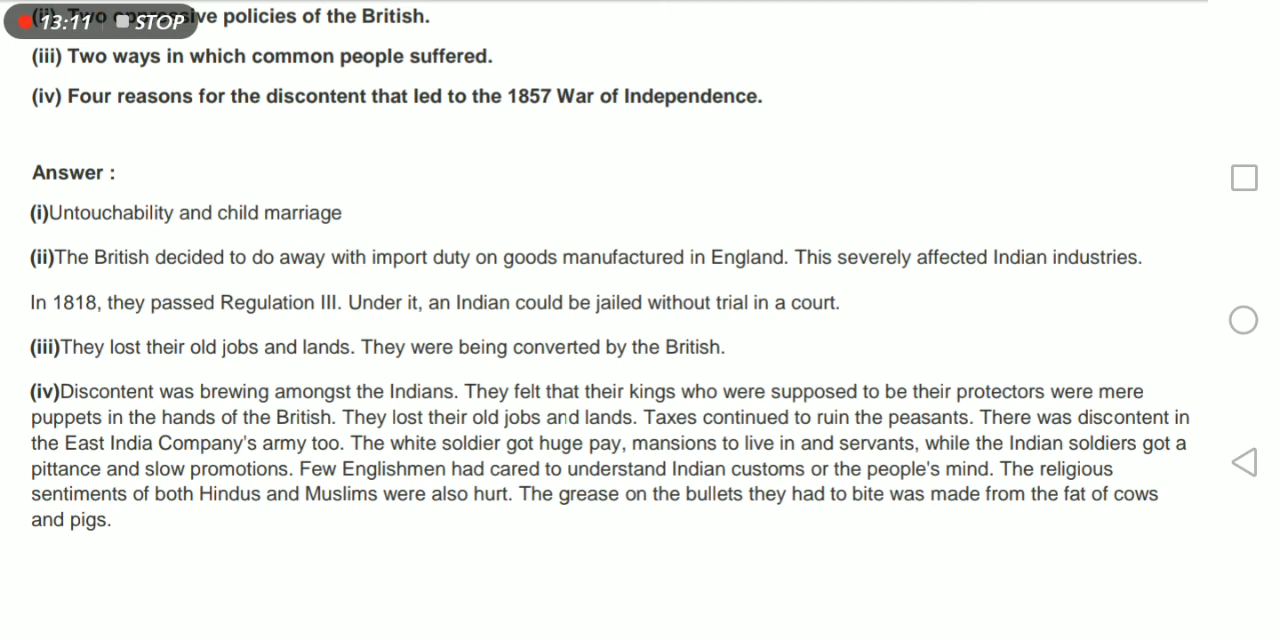 13:11 STOP
(ii) Two oppressive policies of the British.
(iii) Two ways in which common people suffered.
(iv) Four reasons for the discontent that led to the 1857 War of Independence.
Answer :
(i)Untouchability and child marriage
(ii)The British decided to do away with import duty on goods manufactured in England. This severely affected Indian industries.
In 1818, they passed Regulation III. Under it, an Indian could be jailed without trial in a court.
(iii)They lost their old jobs and lands. They were being converted by the British.
(iv)Discontent was brewing amongst the Indians. They felt that their kings who were supposed to be their protectors were mere
puppets in the hands of the British. They lost their old jobs and lands. Taxes continued to ruin the peasants. There was discontent in
the East India Company's army too. The white soldier got huge pay, mansions to live in and servants, while the Indian soldiers got a
pittance and slow promotions. Few Englishmen had cared to understand Indian customs or the people's mind. The religious
sentiments of both Hindus and Muslims were also hurt. The grease on the bullets they had to bite was made from the fat of cows
and pigs.